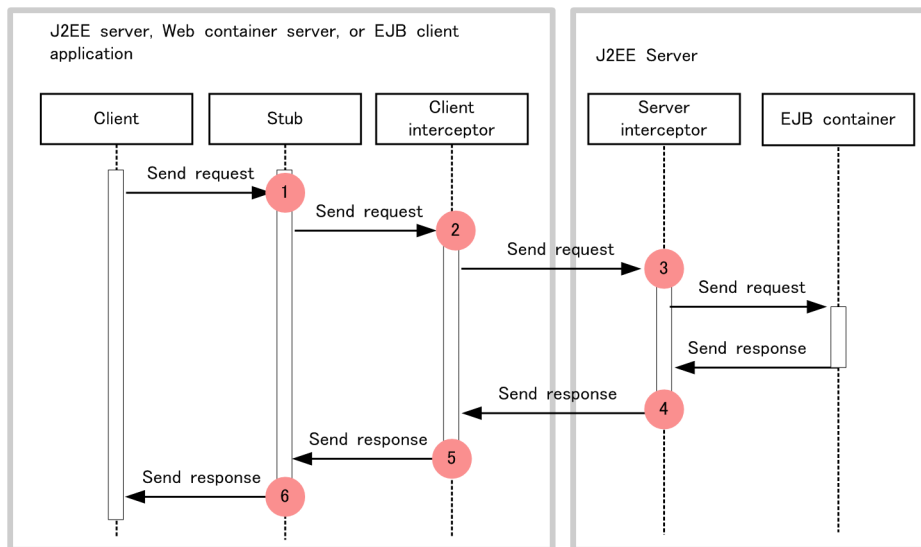 J2EE server, Web container server, or EJB client
application
J2EE Server
Client
Stub
Client
interceptor
Server
interceptor
EJB container
Send request
1
Send request
2
Send request
3
Send request
Send response
Send response
4
Send response
5
Send response
6